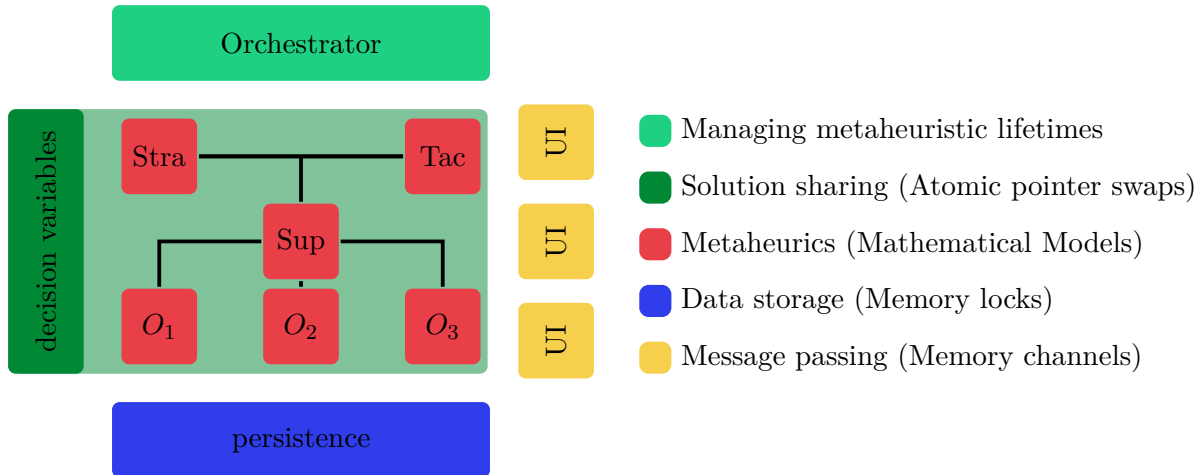 Orchestrator
decision variables
Stra
Tac
Sup
O₁
O₂
O₃
UI
UI
UI
persistence
Managing metaheuristic lifetimes
Solution sharing (Atomic pointer swaps)
Metaheurics (Mathematical Models)
Data storage (Memory locks)
Message passing (Memory channels)